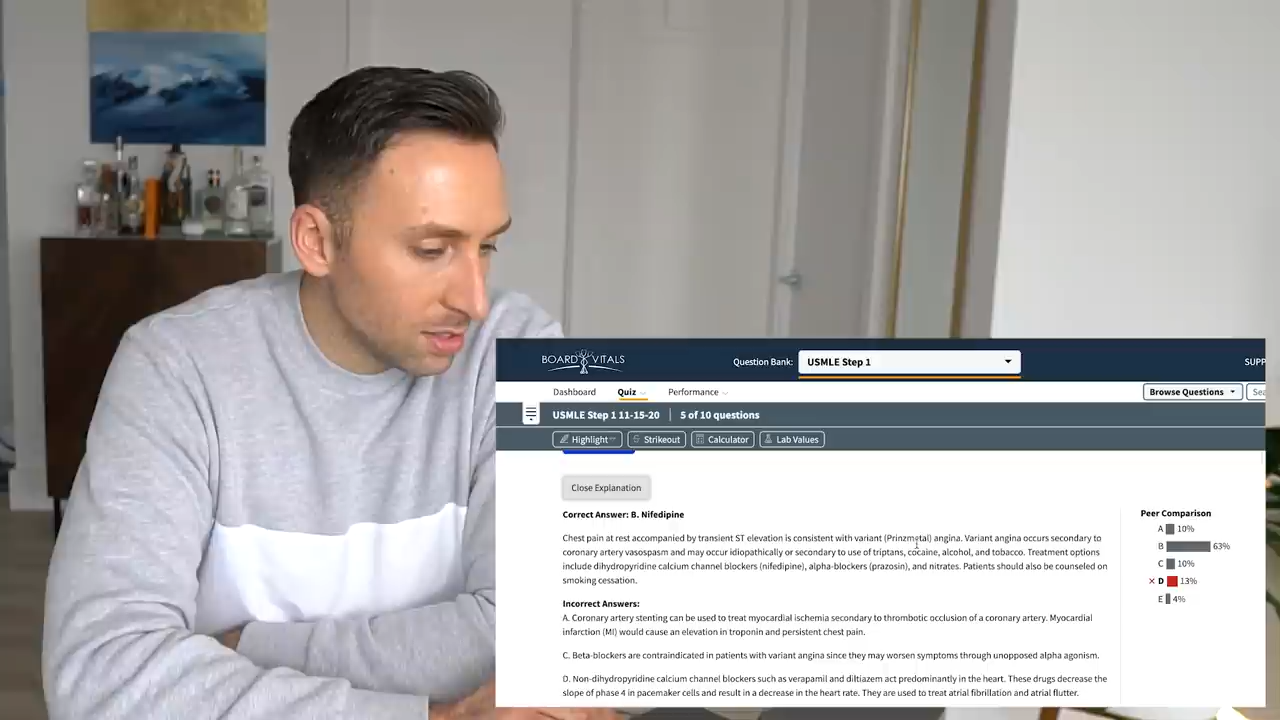 BOARD VITALS
Question Bank:
USMLE Step 1
SUPP
Dashboard
Quiz
Performance
Browse Questions
Sea
USMLE Step 1 11-15-20 | 5 of 10 questions
Highlight
Strikeout
Calculator
Lab Values
Close Explanation
Correct Answer: B. Nifedipine
Chest pain at rest accompanied by transient ST elevation is consistent with variant (Prinzmetal) angina. Variant angina occurs secondary to
coronary artery vasospasm and may occur idiopathically or secondary to use of triptans, cocaine, alcohol, and tobacco. Treatment options
include dihydropyridine calcium channel blockers (nifedipine), alpha-blockers (prazosin), and nitrates. Patients should also be counseled on
smoking cessation.
Incorrect Answers:
A. Coronary artery stenting can be used to treat myocardial ischemia secondary to thrombotic occlusion of a coronary artery. Myocardial
infarction (MI) would cause an elevation in troponin and persistent chest pain.
C. Beta-blockers are contraindicated in patients with variant angina since they may worsen symptoms through unopposed alpha agonism.
D. Non-dihydropyridine calcium channel blockers such as verapamil and diltiazem act predominantly in the heart. These drugs decrease the
slope of phase 4 in pacemaker cells and result in a decrease in the heart rate. They are used to treat atrial fibrillation and atrial flutter.
Peer Comparison
A 10%
B 63%
C 10%
× D 13%
E 4%